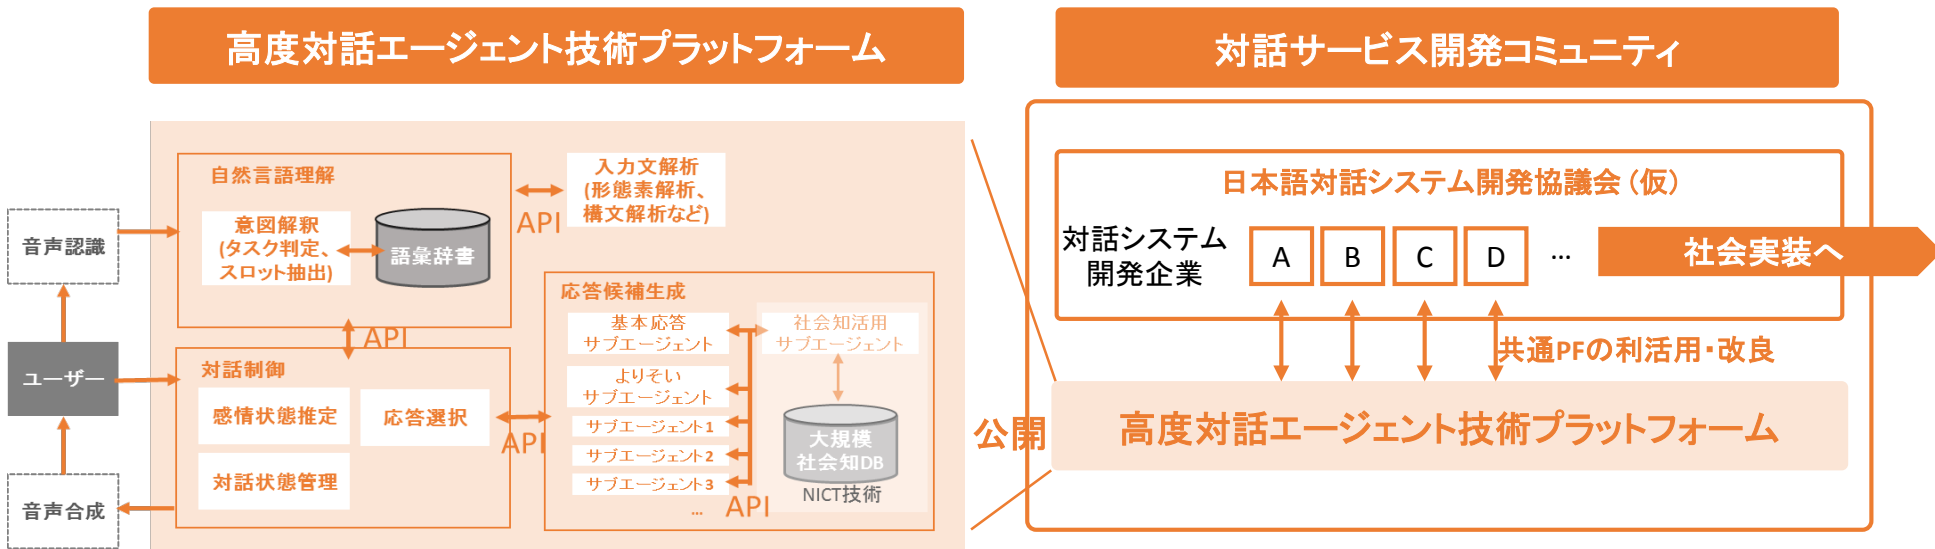 高度対話エージェント技術プラットフォーム
自然言語理解
意図解釈
(タスク判定、
スロット抽出)
語彙辞書
API
入力文解析
(形態素解析、
構文解析など)
音声認識
ユーザー
音声合成
API
対話制御
感情状態推定
応答選択
対話状態管理
API
応答候補生成
基本応答
サブエージェント
よりそい
サブエージェント
サブエージェント1
サブエージェント2
サブエージェント3
...
API
社会知活用
サブエージェント
大規模
社会知DB
NICT技術
公開
対話サービス開発コミュニティ
日本語対話システム開発協議会(仮)
対話システム
開発企業
A
B
C
D
...
社会実装へ
共通PFの利活用・改良
高度対話エージェント技術プラットフォーム